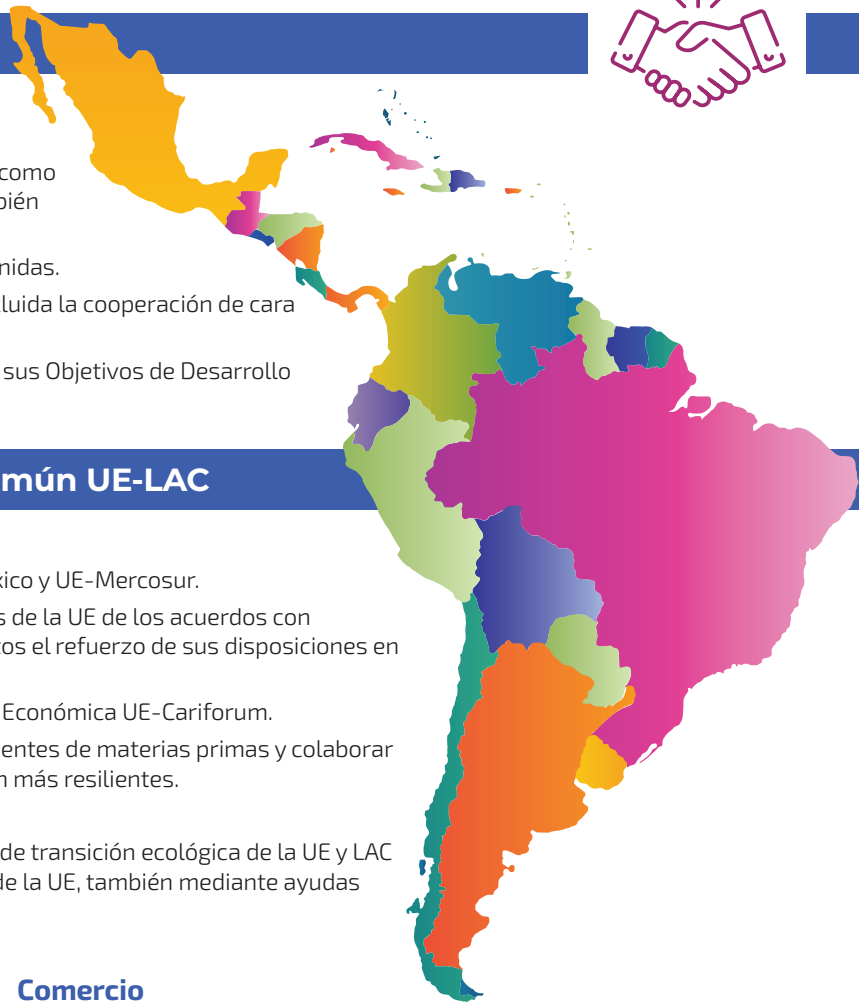 como
bién
nidas.
cluida la cooperación de cara
sus Objetivos de Desarrollo
mún UE-LAC
xico y UE-Mercosur.
s de la UE de los acuerdos con
tos el refuerzo de sus disposiciones en
Económica UE-Cariforum.
entes de materias primas y colaborar
n más resilientes.
de transición ecológica de la UE y LAC
de la UE, también mediante ayudas
Comercio